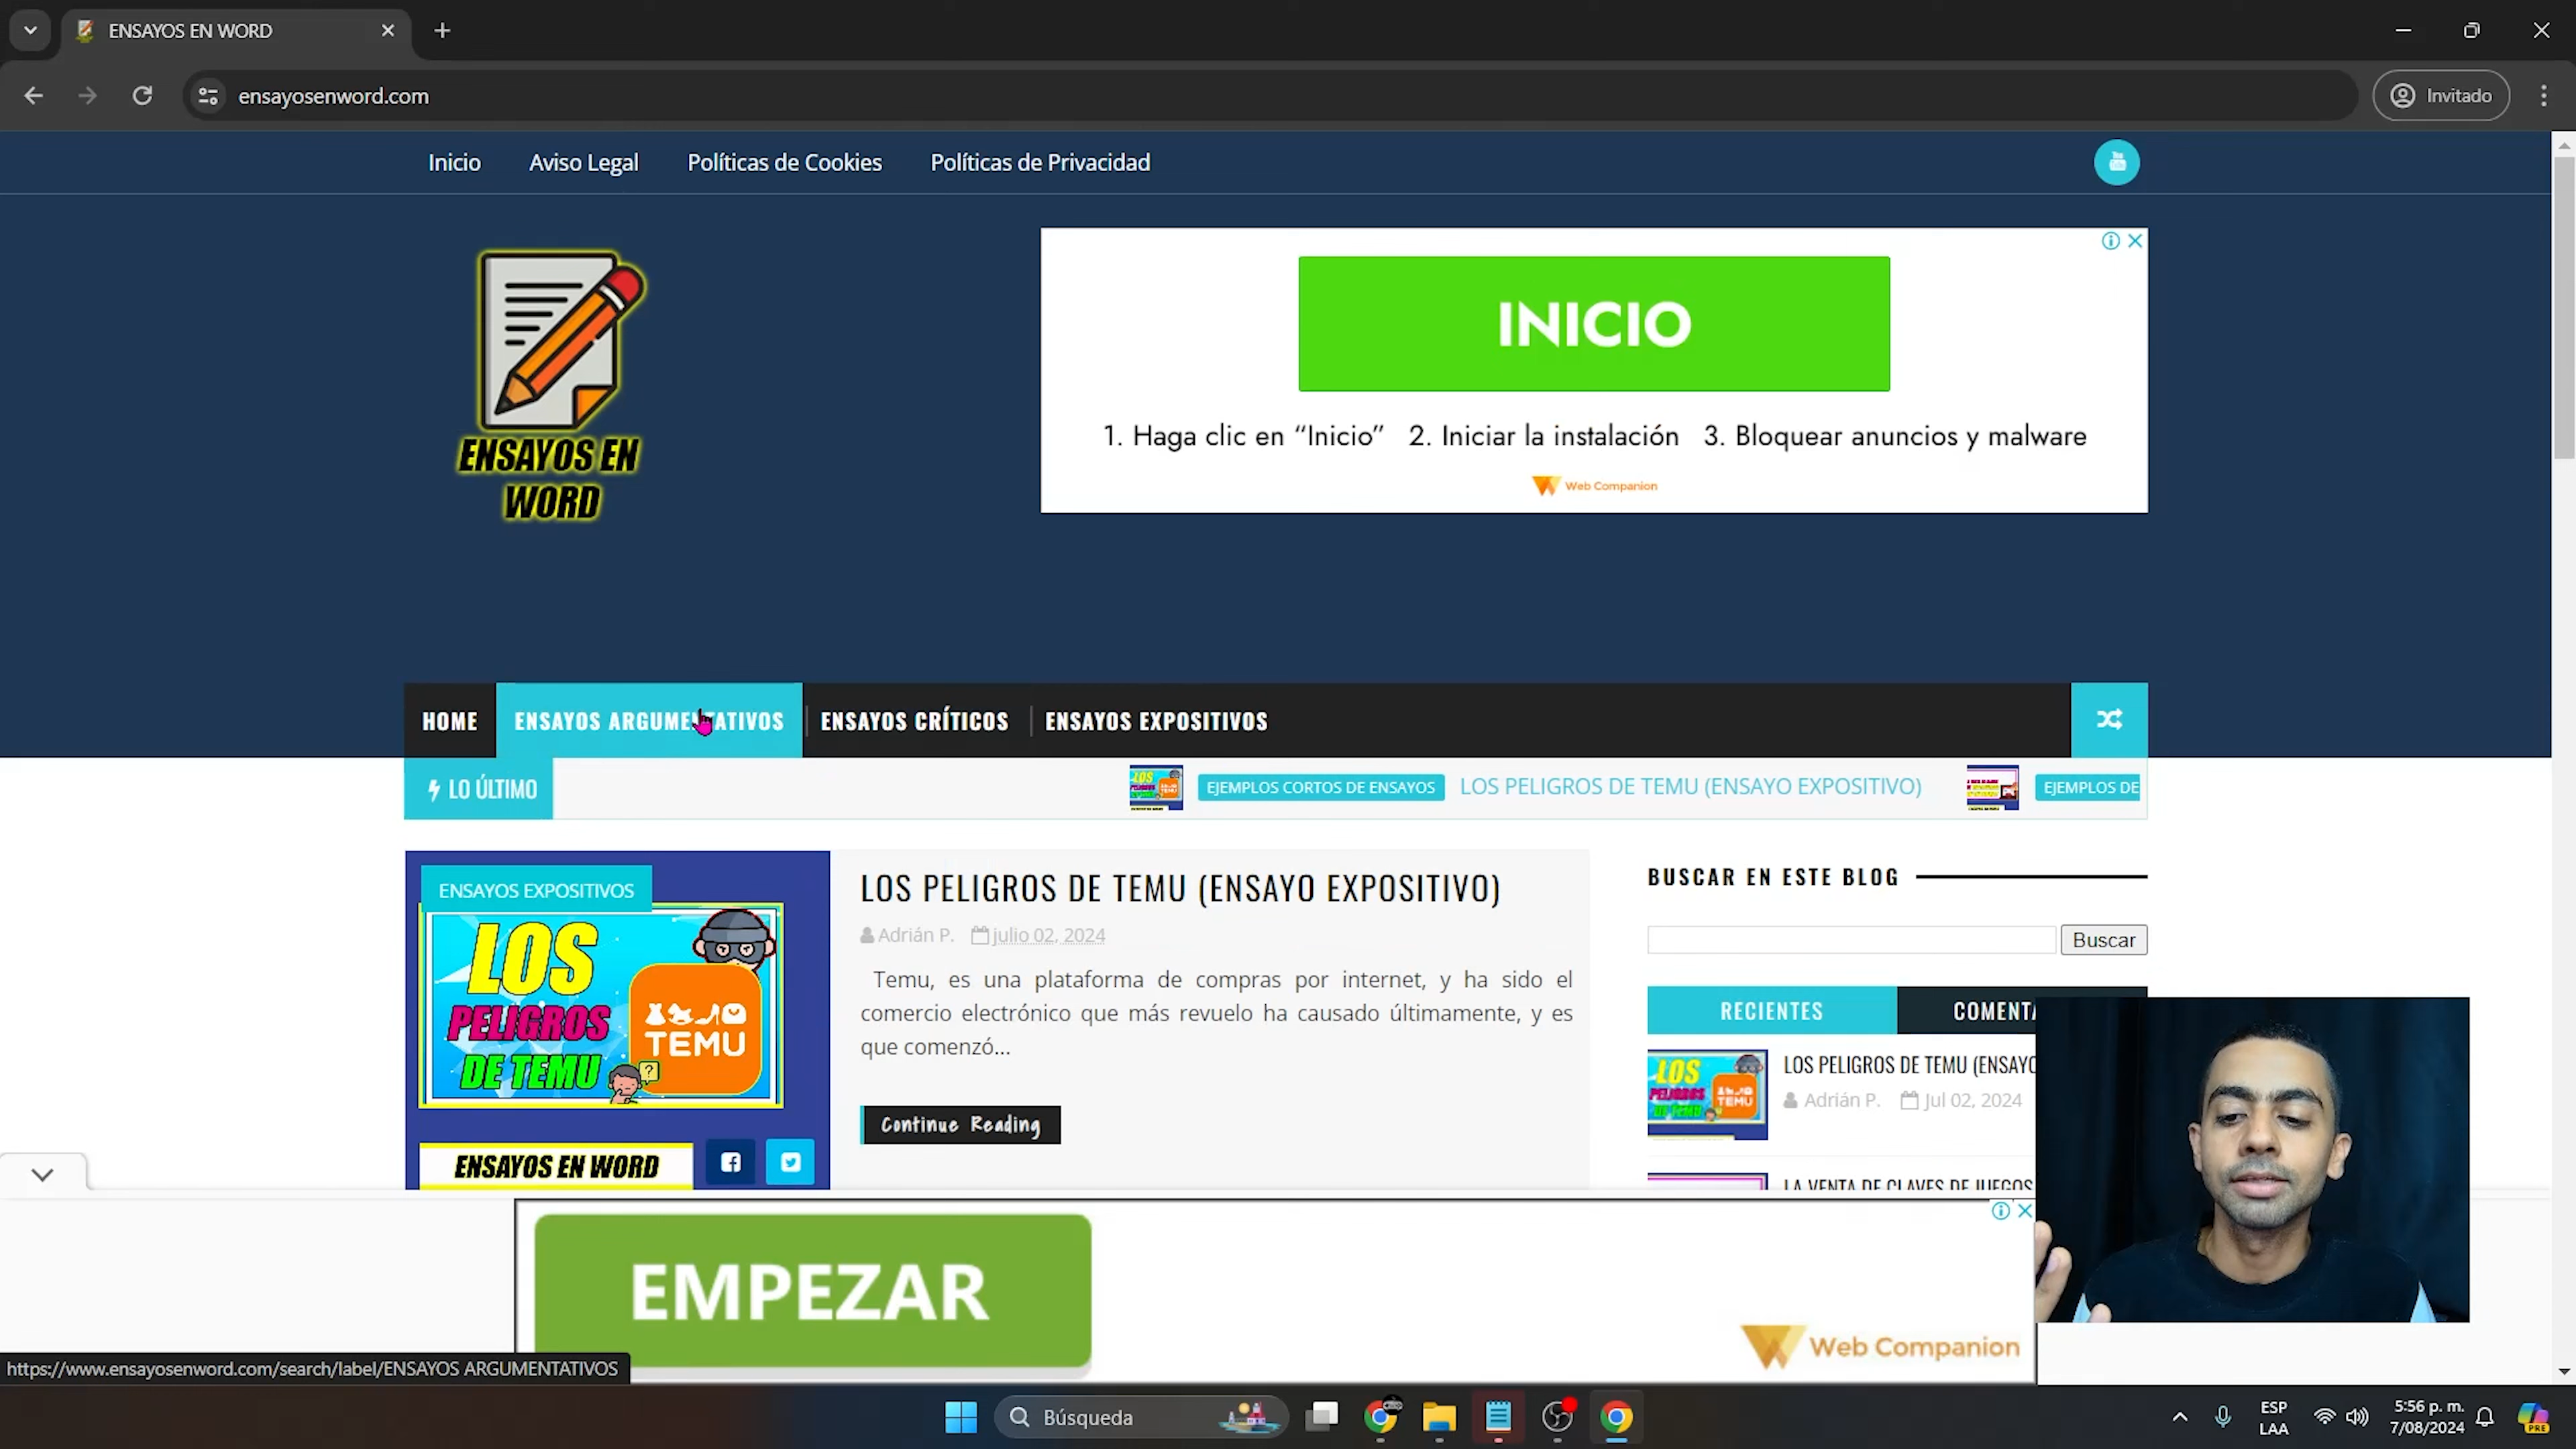 ENSAYOS EN WORD
ensayosenword.com
Invitado
Inicio
Aviso Legal
Políticas de Cookies
Políticas de Privacidad
ENSAYOS EN
WORD
INICIO
1. Haga clic en “Inicio” 2. Iniciar la instalación 3. Bloquear anuncios y malware
Web Companion
HOME
ENSAYOS ARGUMENTATIVOS
ENSAYOS CRÍTICOS
ENSAYOS EXPOSITIVOS
LO ÚLTIMO
EJEMPLOS CORTOS DE ENSAYOS
LOS PELIGROS DE TEMU (ENSAYO EXPOSITIVO)
EJEMPLOS DE
ENSAYOS EXPOSITIVOS
LOS
PELIGROS
DE TEMU
TEMU
?
ENSAYOS EN WORD
LOS PELIGROS DE TEMU (ENSAYO EXPOSITIVO)
Adrián P. julio 02, 2024
Temu, es una plataforma de compras por internet, y ha sido el
comercio electrónico que más revuelo ha causado últimamente, y es
que comenzó...
Continue Reading
BUSCAR EN ESTE BLOG
Buscar
RECIENTES
COMENTA
LOS
PELIGROS
DE TEMU
TEMU
LOS PELIGROS DE TEMU (ENSAYO
Adrián P. Jul 02, 2024
LA VENTA DE CLAVES DE JUEGOS
EMPEZAR
Web Companion
https://www.ensayosenword.com/search/label/ENSAYOS ARGUMENTATIVOS
Búsqueda
ESP
LAA
5:56 p. m.
7/08/2024
PRE